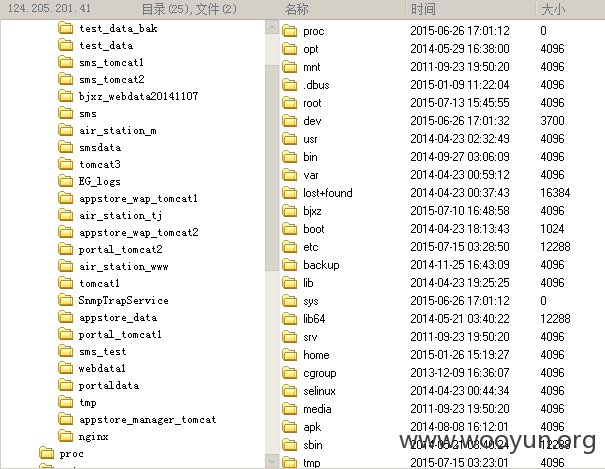 124.205.201.41 目录(25),文件(2)
test_data_bak
test_data
sms_tomcat1
sms_tomcat2
bjxz_webdata20141107
sms
air_station_m
smsdata
tomcat3
EG_logs
appstore_wap_tomcat1
air_station_tj
appstore_wap_tomcat2
portal_tomcat2
air_station_www
tomcat1
SnmpTrapService
appstore_data
portal_tomcat1
sms_test
webdata1
portaldata
tmp
appstore_manager_tomcat
nginx
proc
名称 时间 大小
proc 2015-06-26 17:01:12 0
opt 2014-05-29 16:38:00 4096
mnt 2011-09-23 19:50:20 4096
.dbus 2015-01-09 11:22:04 4096
root 2015-07-13 15:45:55 4096
dev 2015-06-26 17:01:32 3700
usr 2014-04-23 02:32:49 4096
bin 2014-09-27 03:06:09 4096
var 2014-04-23 00:59:12 4096
lost+found 2014-04-23 00:37:43 16384
bjxz 2015-07-10 16:48:58 4096
boot 2014-04-23 18:13:43 1024
etc 2015-07-15 03:28:50 12288
backup 2014-11-25 16:43:09 4096
lib 2014-04-23 19:25:25 4096
sys 2015-06-26 17:01:12 0
lib64 2014-05-21 03:40:22 12288
srv 2011-09-23 19:50:20 4096
home 2015-01-26 15:19:27 4096
cgroup 2013-12-09 16:36:07 4096
selinux 2014-04-23 00:44:34 4096
media 2011-09-23 19:50:20 4096
apk 2014-08-08 16:12:01 4096
sbin 12288
tmp 2015-07-15 03:23:01 4096
www.wooyun.org